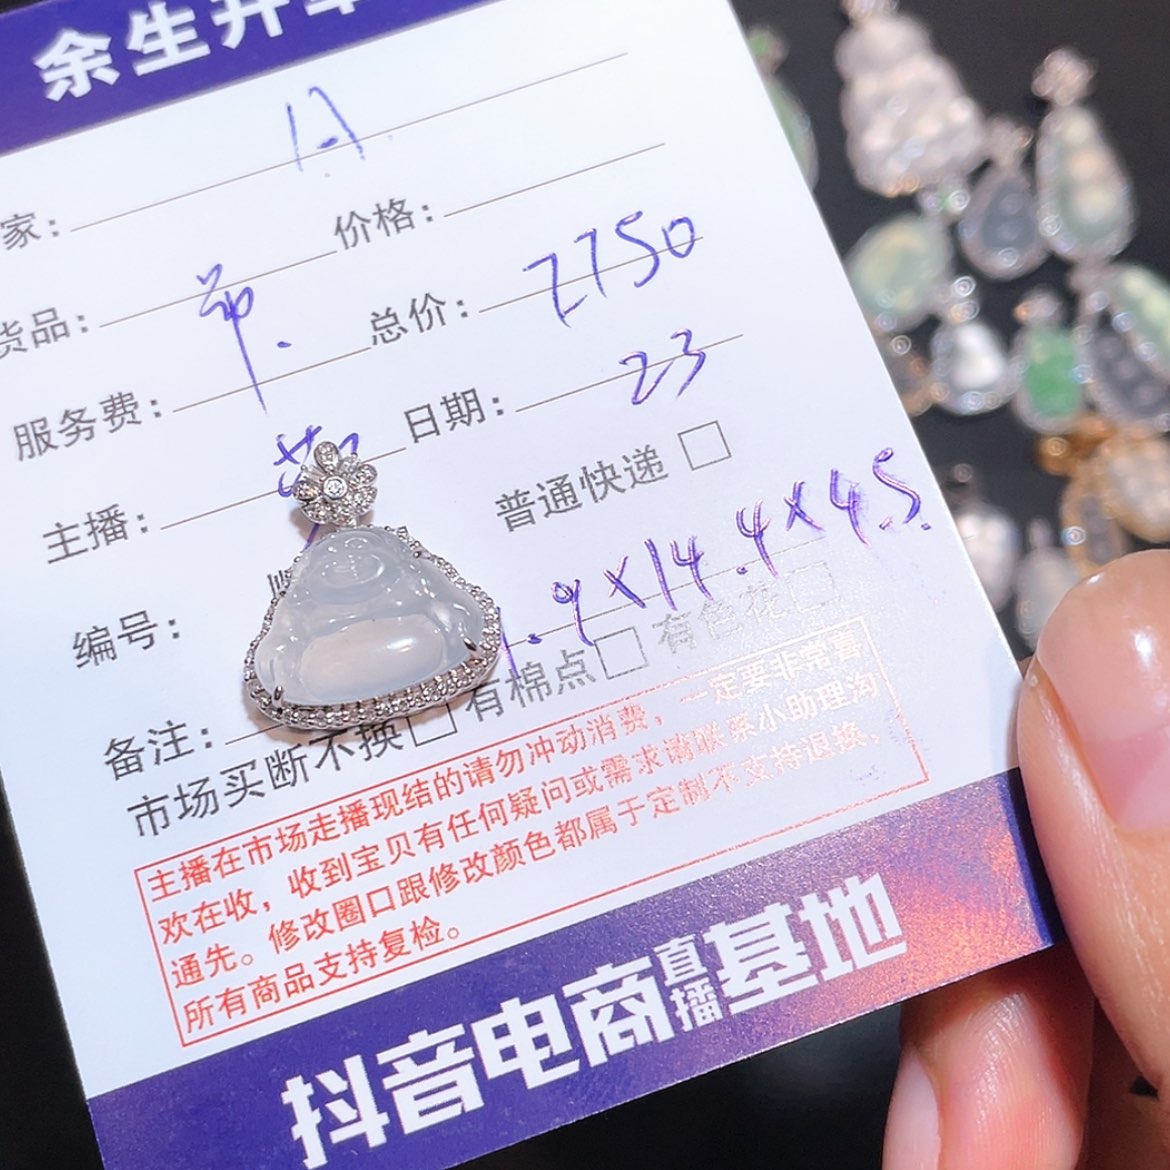 余生开
A
家： 价格：
货品： 总价： 2750
服务费： 日期： 23
主播： 普通快递□
编号： .9×14.4×4.5
备注： 有棉点□ 有色花□
市场买断不换□
主播在市场走播现结的请勿冲动消费，一定要非常喜
欢在收，收到宝贝有任何疑问或需求请联系小助理沟
通先。修改圈口跟修改颜色都属于定制不支持退换，
所有商品支持复检。
抖音电商直播基地